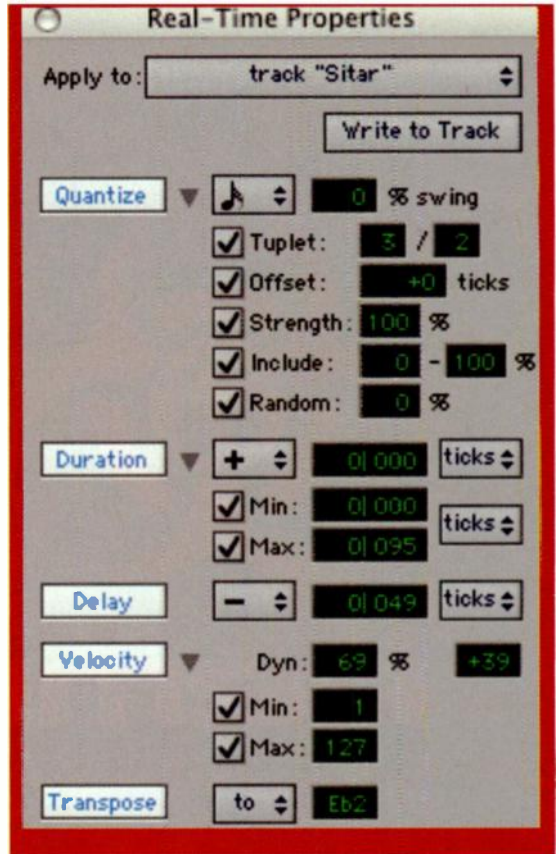 Real-Time Properties
Apply to: track "Sitar"
Write to Track
Quantize 0 % swing
Tuplet: 3 / 2
Offset: +0 ticks
Strength: 100 %
Include: 0 - 100 %
Random: 0 %
Duration + 0| 000 ticks
Min: 0| 000
ticks
Max: 0| 095
Delay - 0| 049 ticks
Velocity Dyn: 69 % +39
Min: 1
Max: 127
Transpose to Eb2